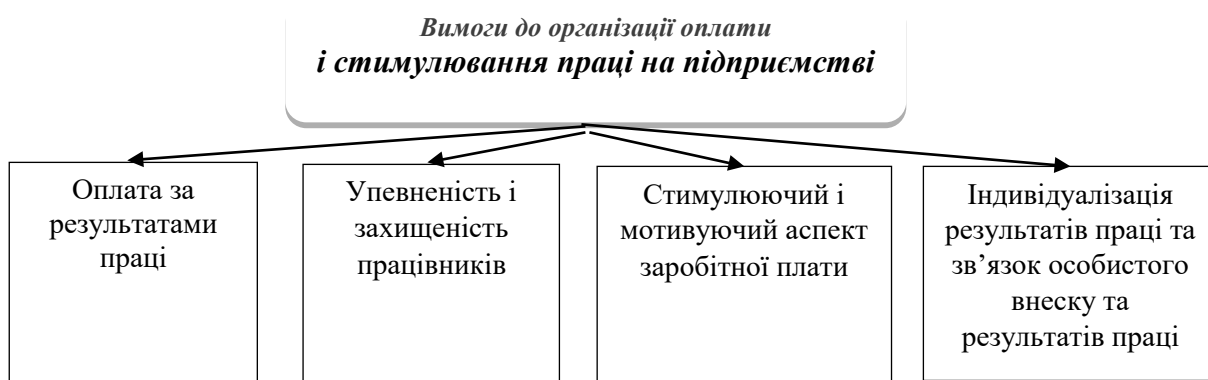 Вимоги до організації оплати
і стимулювання праці на підприємстві
Оплата за
результатами
праці
Упевненість і
захищеність
працівників
Стимулюючий і
мотивуючий аспект
заробітної плати
Індивідуалізація
результатів праці та
зв’язок особистого
внеску та
результатів праці